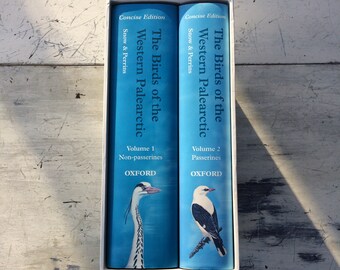 Concise Edition
Snow & Perrins
The Birds of the
Western Palearctic
Volume 1
Non-passerines
OXFORD
Concise Edition
Snow & Perrins
The Birds of the
Western Palearctic
Volume 2
Passerines
OXFORD